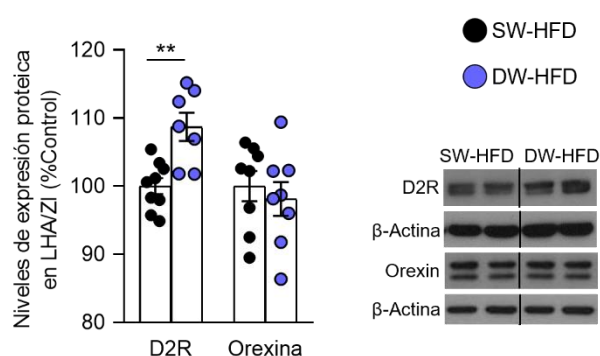 SW-HFD
DW-HFD
Niveles de expresión proteica
en LHA/ZI (%Control)
120
110
100
90
80
**
D2R
Orexina
SW-HFD DW-HFD
D2R
β-Actina
Orexin
β-Actina